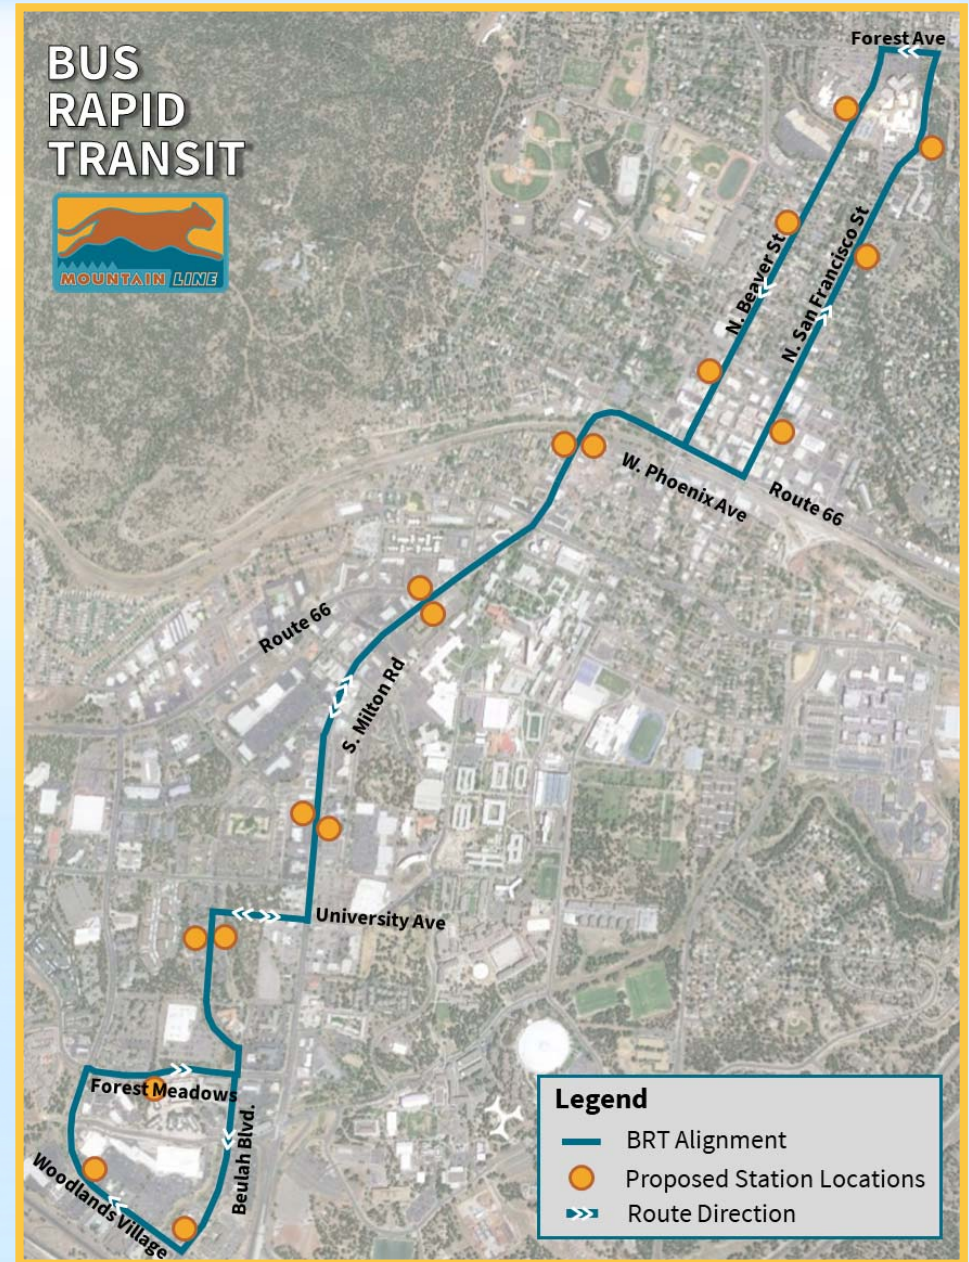 BUS
RAPID
TRANSIT
MOUNTAIN LINE
Forest Ave
N. Beaver St
N. San Francisco St
W. Phoenix Ave
Route 66
Route 66
S. Milton Rd
University Ave
Forest Meadows
Beulah Blvd.
Woodlands Village
Legend
BRT Alignment
Proposed Station Locations
Route Direction